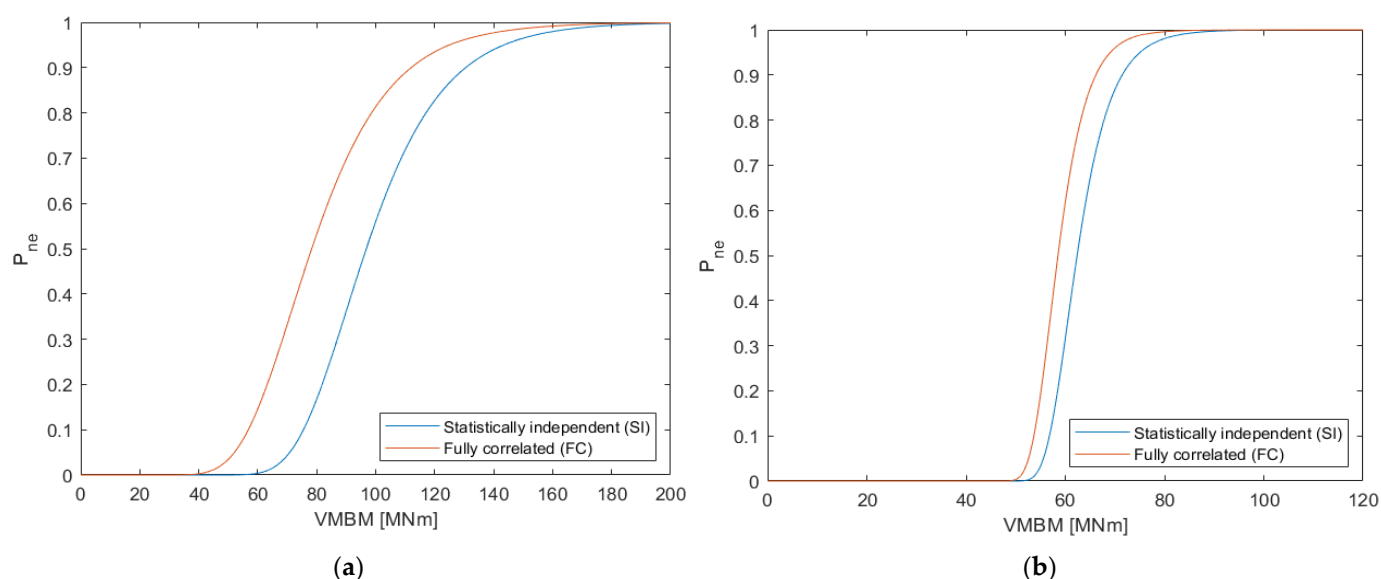 1
0.9
0.8
0.7
0.6
0.5
0.4
0.3
0.2
0.1
0
P_ne
0 20 40 60 80 100 120 140 160 180 200
VMBM [MNm]
Statistically independent (SI)
Fully correlated (FC)
(a)
1
0.9
0.8
0.7
0.6
0.5
0.4
0.3
0.2
0.1
0
P_ne
0 20 40 60 80 100 120
VMBM [MNm]
Statistically independent (SI)
Fully correlated (FC)
(b)